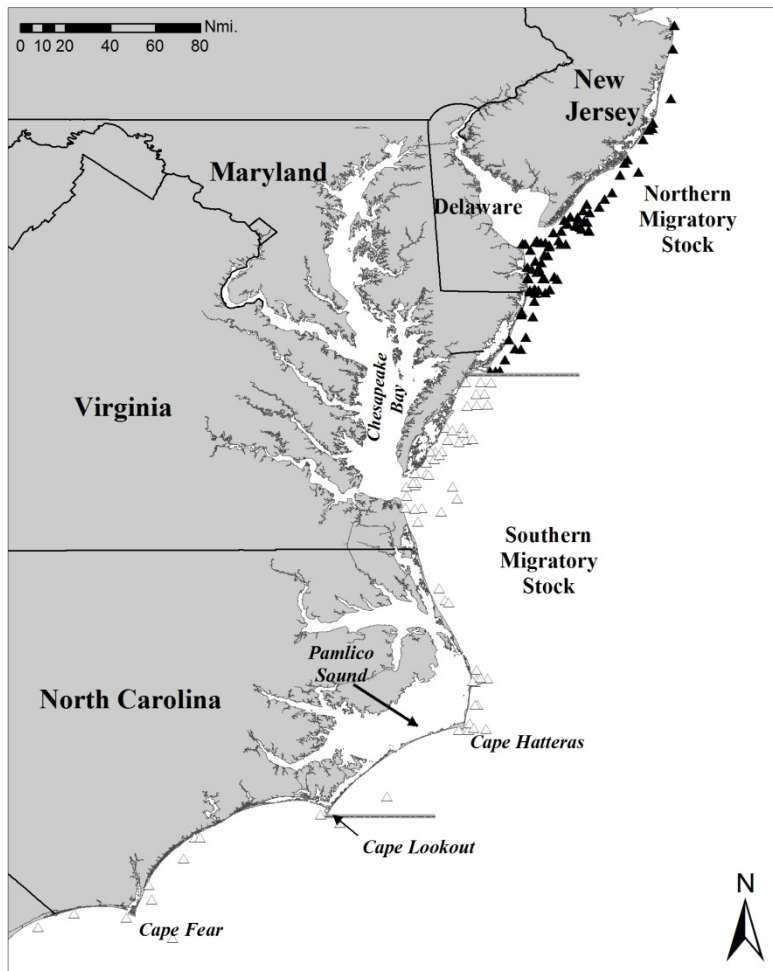 Nmi.
0 10 20 40 60 80
New
Jersey
Maryland
Delaware
Northern
Migratory
Stock
Chesapeake
Bay
Virginia
Southern
Migratory
Stock
Pamlico
Sound
North Carolina
Cape Hatteras
Cape Lookout
N
Cape Fear